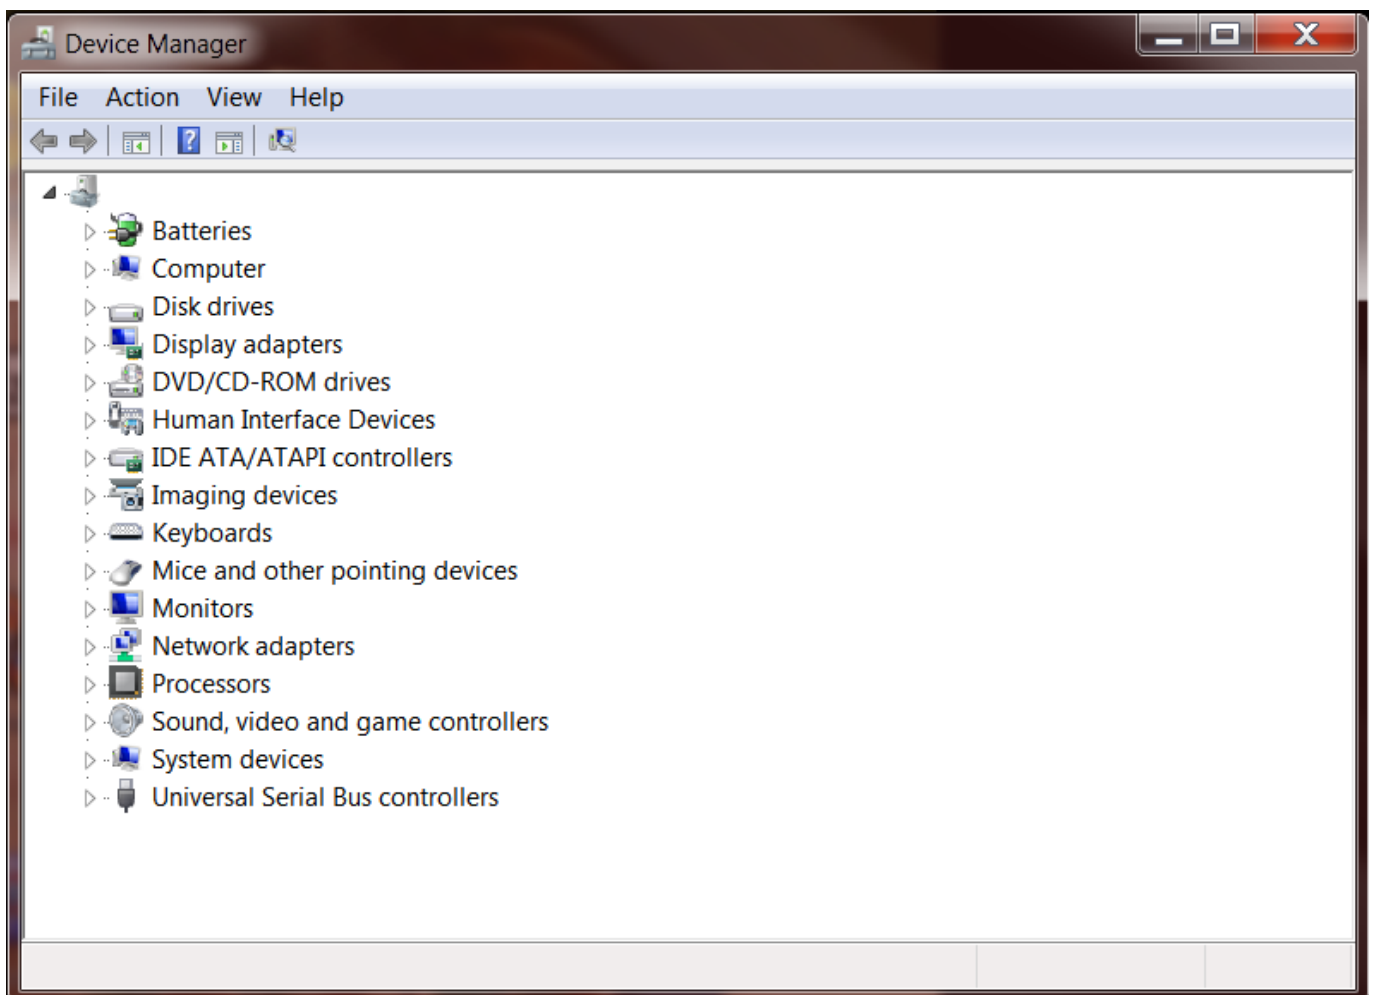 Device Manager
File Action View Help
Batteries
Computer
Disk drives
Display adapters
DVD/CD-ROM drives
Human Interface Devices
IDE ATA/ATAPI controllers
Imaging devices
Keyboards
Mice and other pointing devices
Monitors
Network adapters
Processors
Sound, video and game controllers
System devices
Universal Serial Bus controllers